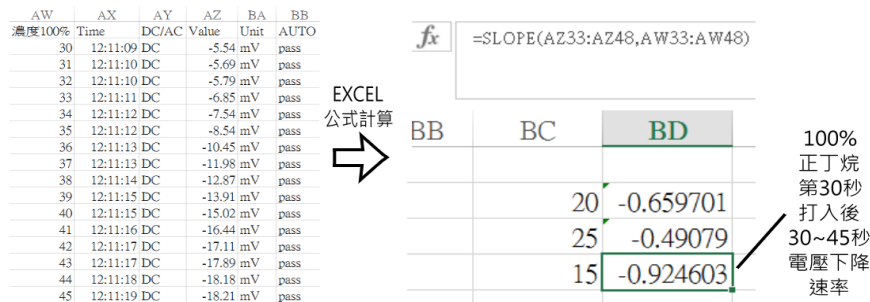 AW AX AY AZ BA BB
濃度100% Time DC/AC Value Unit AUTO
30 12:11:09 DC -5.54 mV pass
31 12:11:10 DC -5.69 mV pass
32 12:11:10 DC -5.79 mV pass
33 12:11:11 DC -6.85 mV pass
34 12:11:12 DC -7.54 mV pass
35 12:11:12 DC -8.54 mV pass
36 12:11:13 DC -10.45 mV pass
37 12:11:13 DC -11.98 mV pass
38 12:11:14 DC -12.87 mV pass
39 12:11:15 DC -13.91 mV pass
40 12:11:15 DC -15.02 mV pass
41 12:11:16 DC -16.44 mV pass
42 12:11:17 DC -17.11 mV pass
43 12:11:17 DC -17.89 mV pass
44 12:11:18 DC -18.18 mV pass
45 12:11:19 DC -18.21 mV pass
EXCEL
公式計算
fx =SLOPE(AZ33:AZ48,AW33:AW48)
BB BC BD
20 -0.659701
25 -0.49079
15 -0.924603
100%
正丁烷
第30秒
打入後
30~45秒
電壓下降
速率